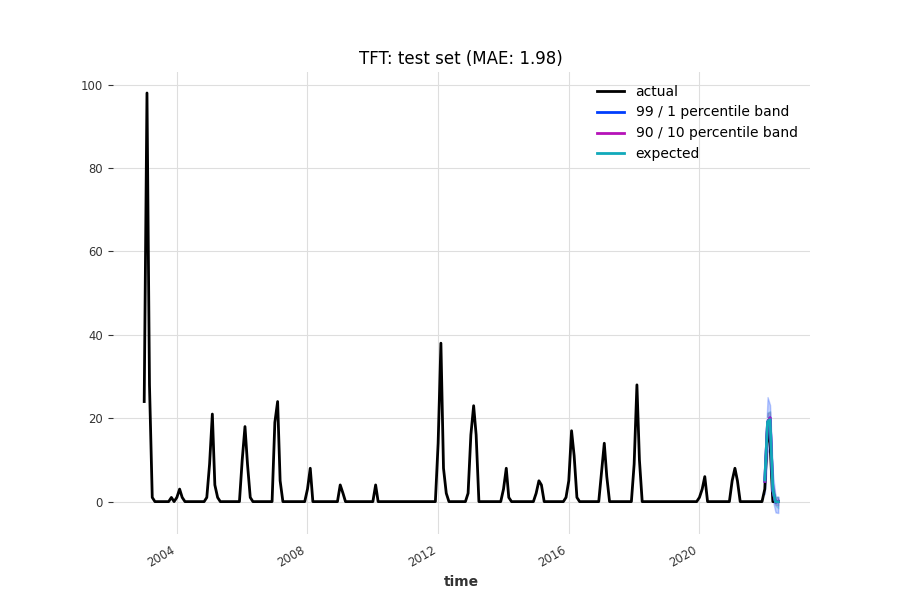 TFT: test set (MAE: 1.98)
100
80
60
40
20
0
actual
99 / 1 percentile band
90 / 10 percentile band
expected
2004
2008
2012
2016
2020
time